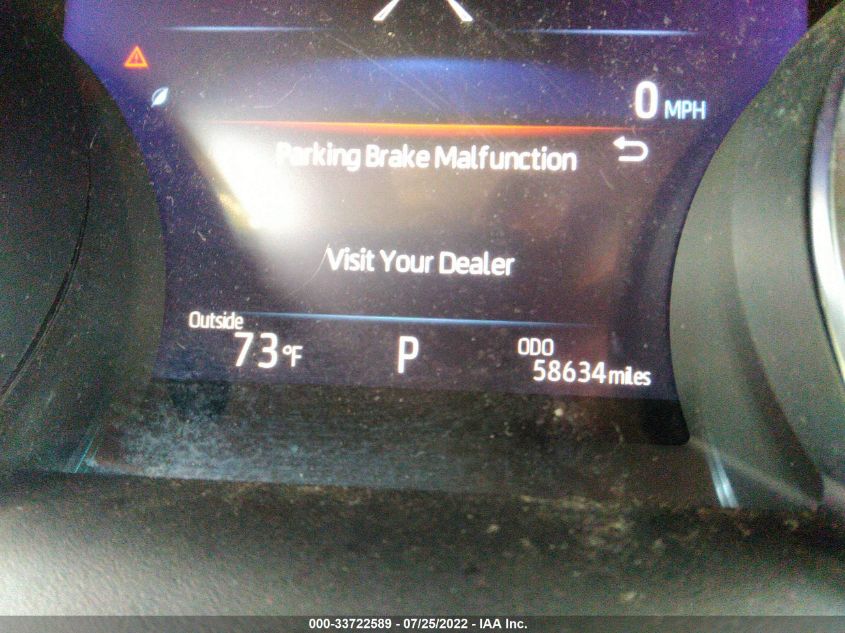 0 MPH
Parking Brake Malfunction
Visit Your Dealer
Outside
73°F
P
ODO
58634 miles
000-33722589 - 07/25/2022 - IAA Inc.